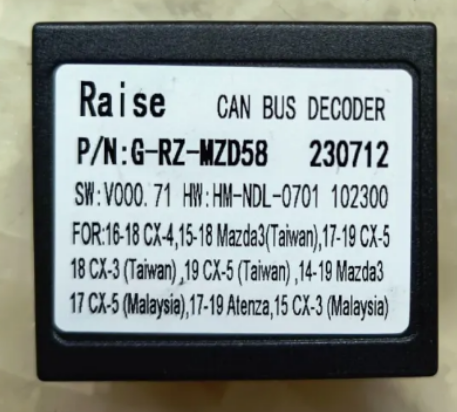 Raise CAN BUS DECODER
P/N:G-RZ-MZD58 230712
SW:V000.71 HW:HM-NDL-0701 102300
FOR:16-18 CX-4,15-18 Mazda3(Taiwan),17-19 CX-5
18 CX-3 (Taiwan) ,19 CX-5 (Taiwan) ,14-19 Mazda3
17 CX-5 (Malaysia),17-19 Atenza,15 CX-3 (Malaysia)